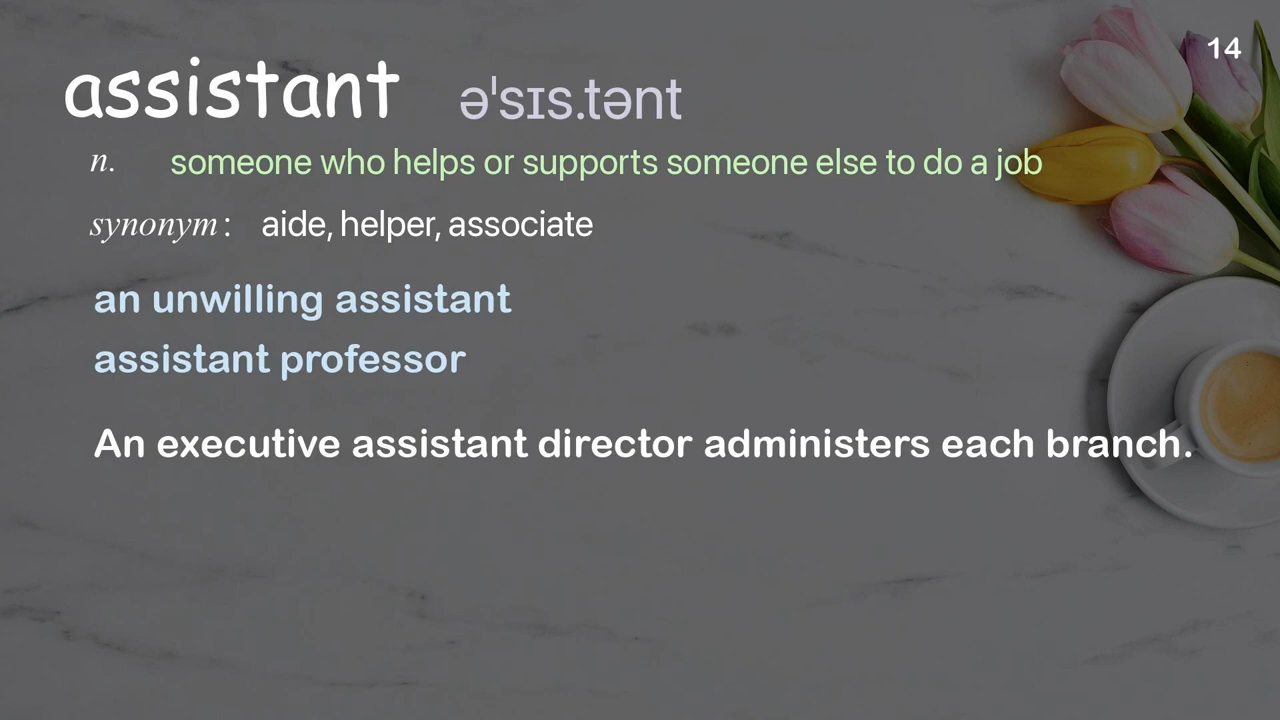 14
assistant əˈsɪs.tənt
n. someone who helps or supports someone else to do a job
synonym: aide, helper, associate
an unwilling assistant
assistant professor
An executive assistant director administers each branch.